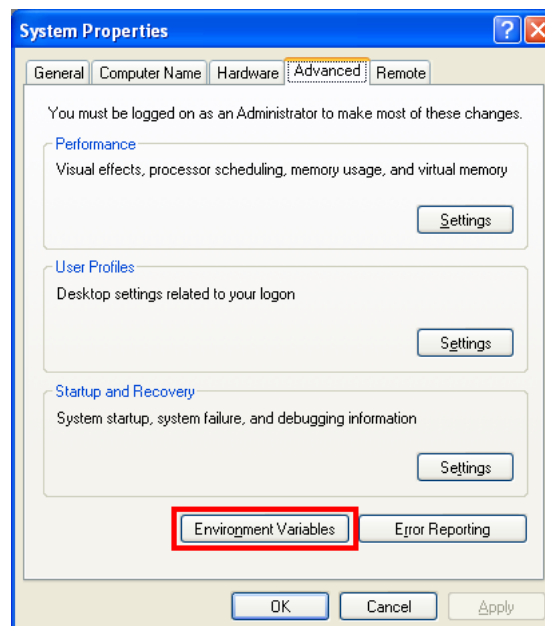 System Properties
?
General Computer Name Hardware Advanced Remote
You must be logged on as an Administrator to make most of these changes.
Performance
Visual effects, processor scheduling, memory usage, and virtual memory
Settings
User Profiles
Desktop settings related to your logon
Settings
Startup and Recovery
System startup, system failure, and debugging information
Settings
Environment Variables Error Reporting
OK Cancel Apply